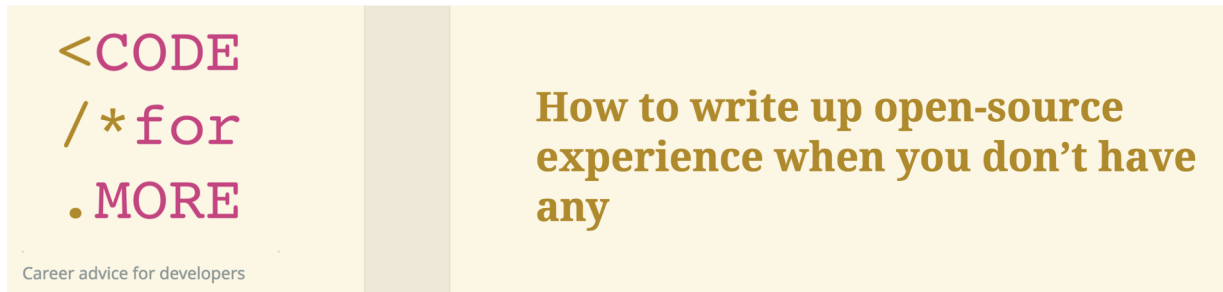 <CODE
/*for
.MORE
Career advice for developers
How to write up open-source
experience when you don’t have
any